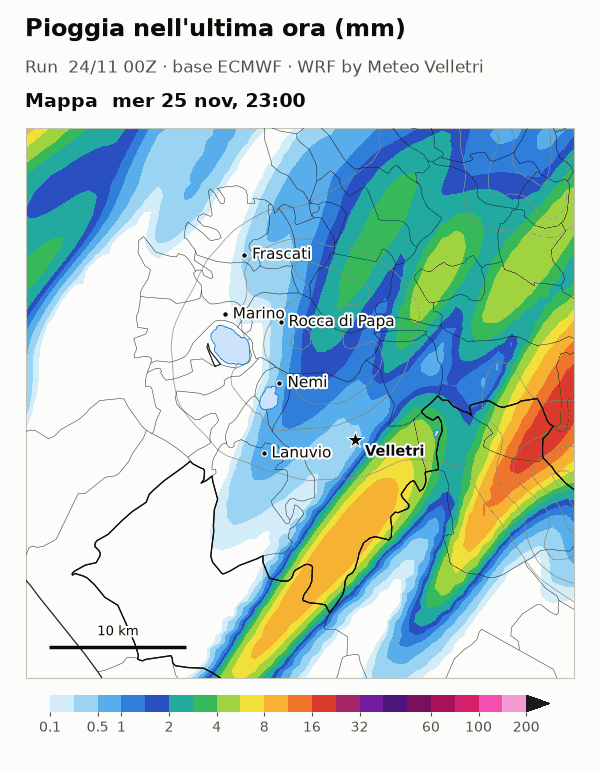 Pioggia nell'ultima ora (mm)
Run  24/11 00Z · base ECMWF · WRF by Meteo Velletri
Mappa  mer 25 nov, 23:00
Frascati
Marino
Rocca di Papa
Nemi
Velletri
Lanuvio
10 km
0.1 0.5 1 2 4 8 16 32 60 100 200